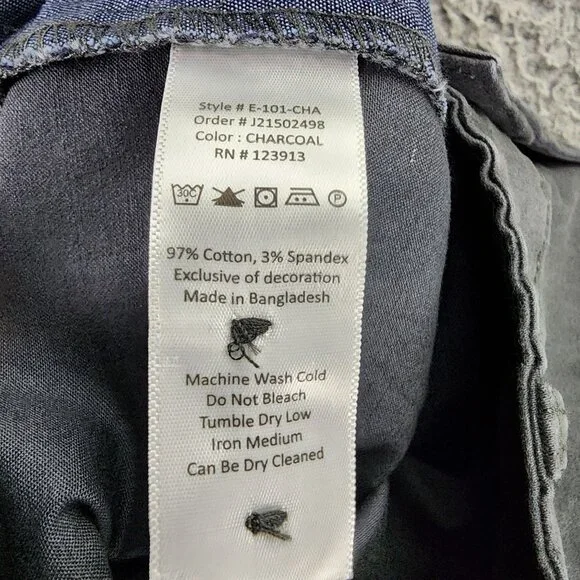 Style # E-101-CHA
Order # J21502498
Color : CHARCOAL
RN # 123913
30C P
97% Cotton, 3% Spandex
Exclusive of decoration
Made in Bangladesh
Machine Wash Cold
Do Not Bleach
Tumble Dry Low
Iron Medium
Can Be Dry Cleaned